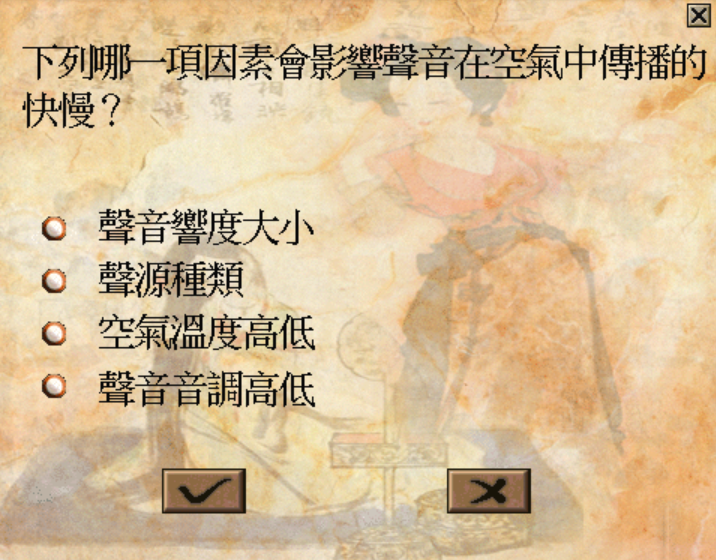 下列哪一項因素會影響聲音在空氣中傳播的
快慢？
聲音響度大小
聲源種類
空氣溫度高低
聲音音調高低